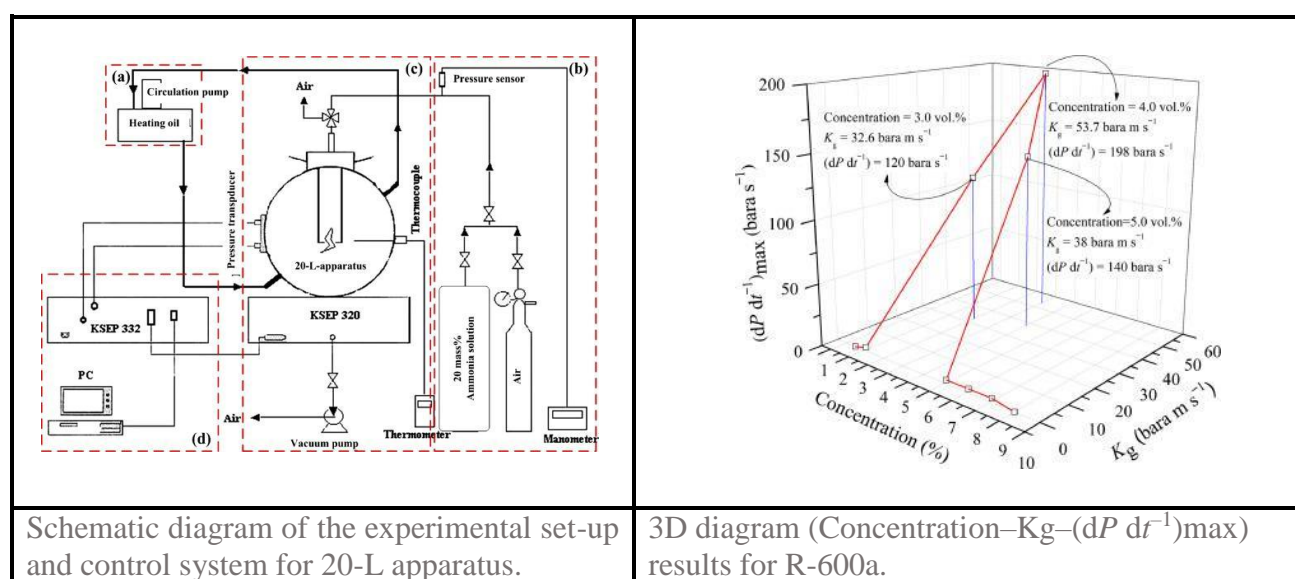 (a)
Circulation pump
Heating oil
(c)
Air
(b)
Pressure sensor
Pressure transpducer
Thermocouple
20-L-apparatus
KSEP 332
KSEP 320
20 mass%
Ammonia solution
Air
PC
(d)
Air
Vacuum pump
Thermometer
Manometer
Schematic diagram of the experimental set-up
and control system for 20-L apparatus.
200
150
100
50
0
(dP dt⁻¹)max (bara s⁻¹)
Concentration = 3.0 vol.%
Kg = 32.6 bara m s⁻¹
(dP dt⁻¹) = 120 bara s⁻¹
Concentration = 4.0 vol.%
Kg = 53.7 bara m s⁻¹
(dP dt⁻¹) = 198 bara s⁻¹
Concentration=5.0 vol.%
Kg = 38 bara m s⁻¹
(dP dt⁻¹) = 140 bara s⁻¹
1 2 3 4 5 6 7 8 9 10
Concentration (%)
0 10 20 30 40 50 60
Kg (bara m s⁻¹)
3D diagram (Concentration–Kg–(dP dt⁻¹)max)
results for R-600a.